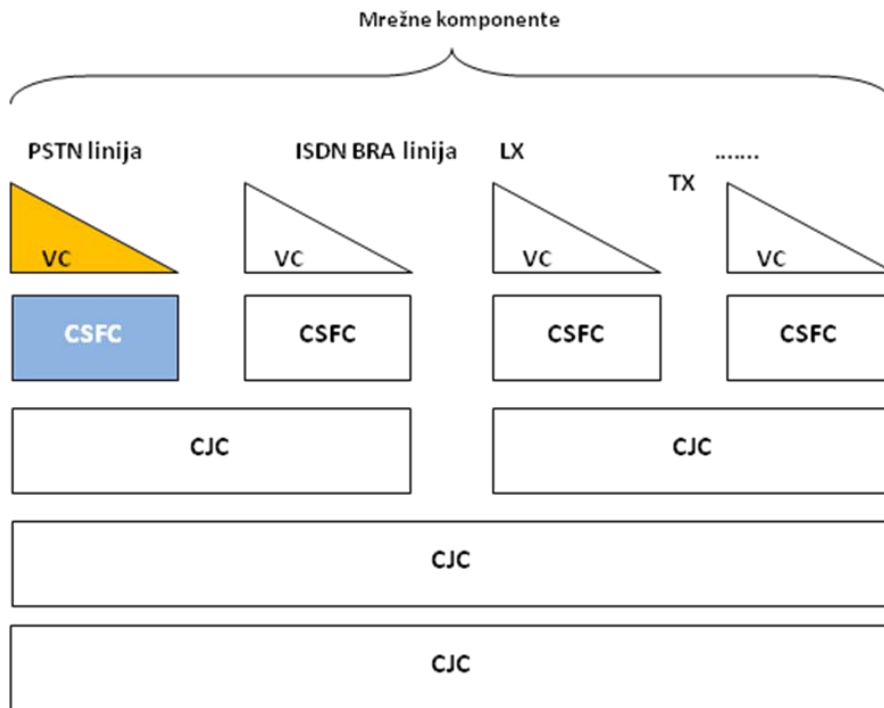 Mrežne komponente
PSTN linija ISDN BRA linija LX .......
TX
VC VC VC VC
CSFC CSFC CSFC CSFC
CJC CJC
CJC
CJC